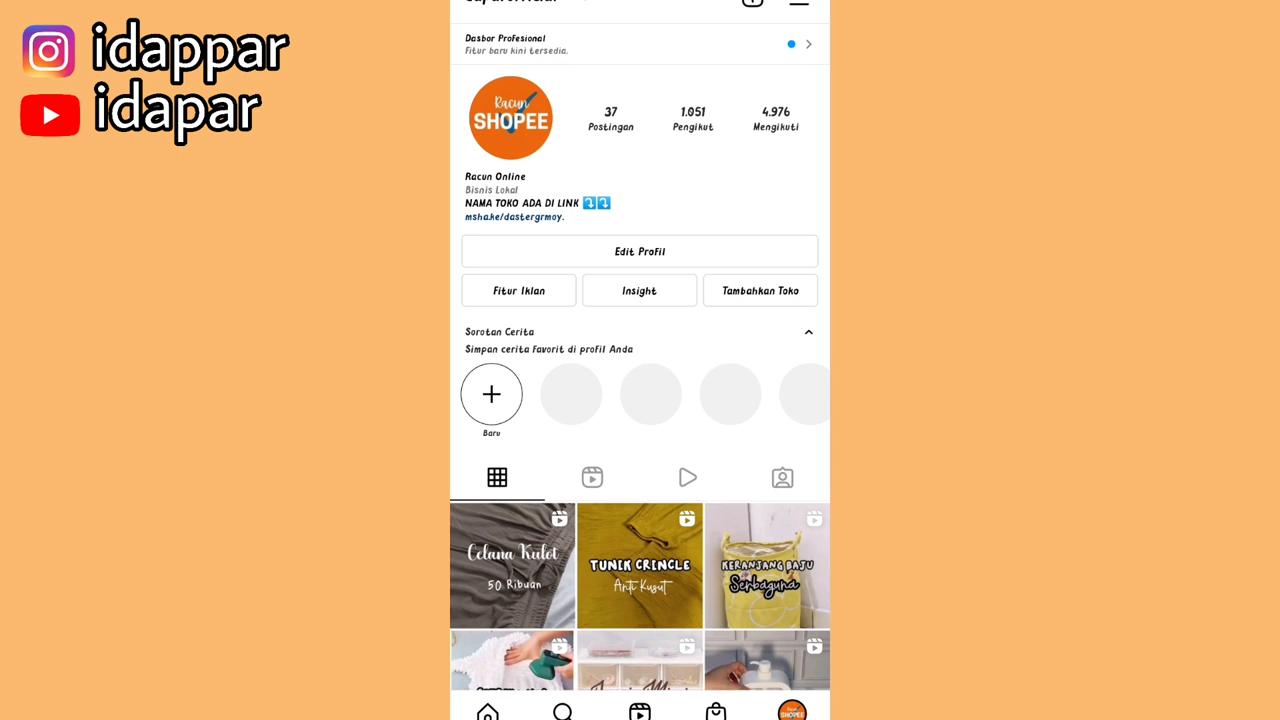 idappar
idapar
Dasbor Profesional
Fitur baru kini tersedia.
Racun
SHOPEE
37
Postingan
1.051
Pengikut
4.976
Mengikuti
Racun Online
Bisnis Lokal
NAMA TOKO ADA DI LINK ⤵️⤵️
msha.ke/dastergrmoy.
Edit Profil
Fitur Iklan
Insight
Tambahkan Toko
Sorotan Cerita
Simpan cerita favorit di profil Anda
Baru
Celana Kulot
50 Ribuan
TUNIK CRINCLE
Anti Kusut
KERANJANG BAJU
Serbaguna